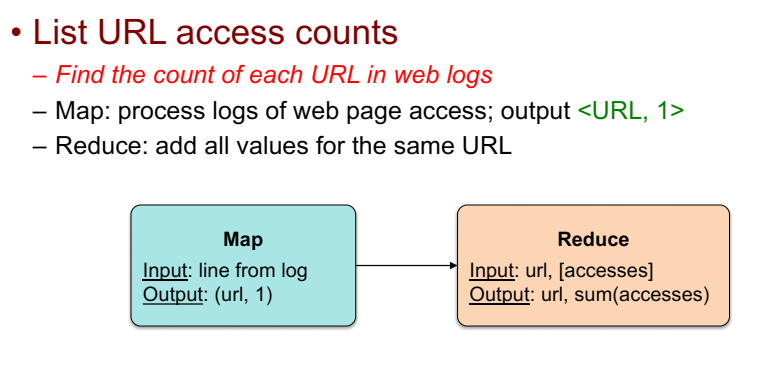 • List URL access counts
– Find the count of each URL in web logs
– Map: process logs of web page access; output <URL, 1>
– Reduce: add all values for the same URL
Map
Input: line from log
Output: (url, 1)
Reduce
Input: url, [accesses]
Output: url, sum(accesses)